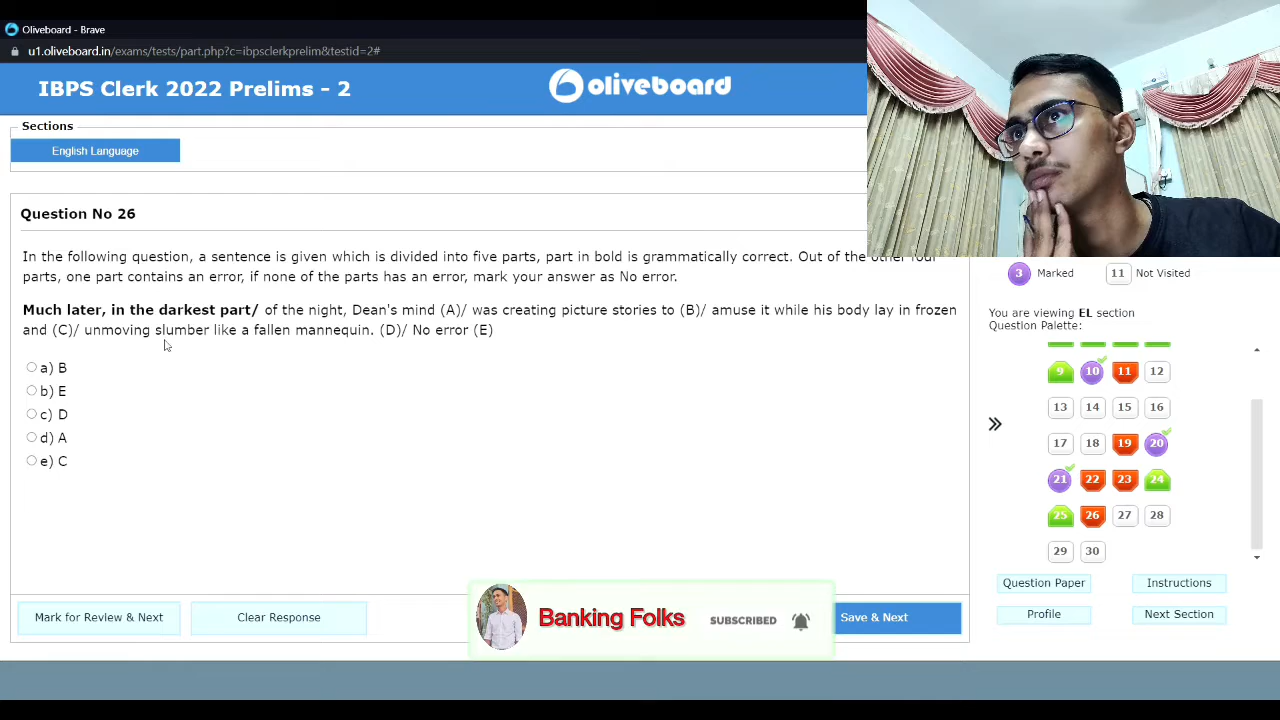 Oliveboard - Brave
u1.oliveboard.in/exams/tests/part.php?c=ibpsclerkprelim&testid=2#
IBPS Clerk 2022 Prelims - 2
oliveboard
Sections
English Language
Question No 26
In the following question, a sentence is given which is divided into five parts, part in bold is grammatically correct. Out of the other four
parts, one part contains an error, if none of the parts has an error, mark your answer as No error.
Much later, in the darkest part/ of the night, Dean's mind (A)/ was creating picture stories to (B)/ amuse it while his body lay in frozen
and (C)/ unmoving slumber like a fallen mannequin. (D)/ No error (E)
a) B
b) E
c) D
d) A
e) C
Mark for Review & Next
Clear Response
Banking Folks
SUBSCRIBED
Save & Next
3 Marked 11 Not Visited
You are viewing EL section
Question Palette:
9 10 11 12
13 14 15 16
17 18 19 20
21 22 23 24
25 26 27 28
29 30
Question Paper Instructions
Profile Next Section